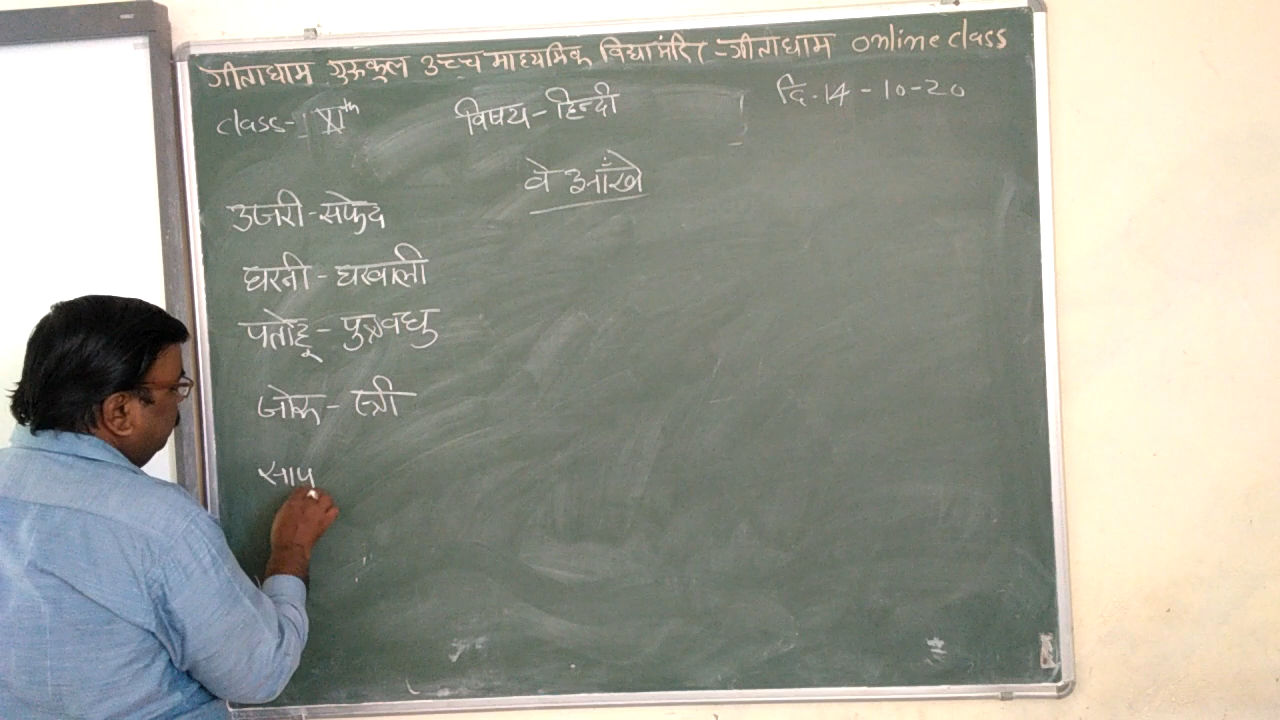 गीताधाम गुरूकुल उच्च माध्यमिक विद्यामंदिर - गीताधाम online class
class - XIth विषय - हिन्दी दि. 14 - 10 - 20
वे आँखे
उजरी - सफेद
घरनी - घरवाली
पतोहू - पुत्रवधु
जोरू - स्त्री
साप